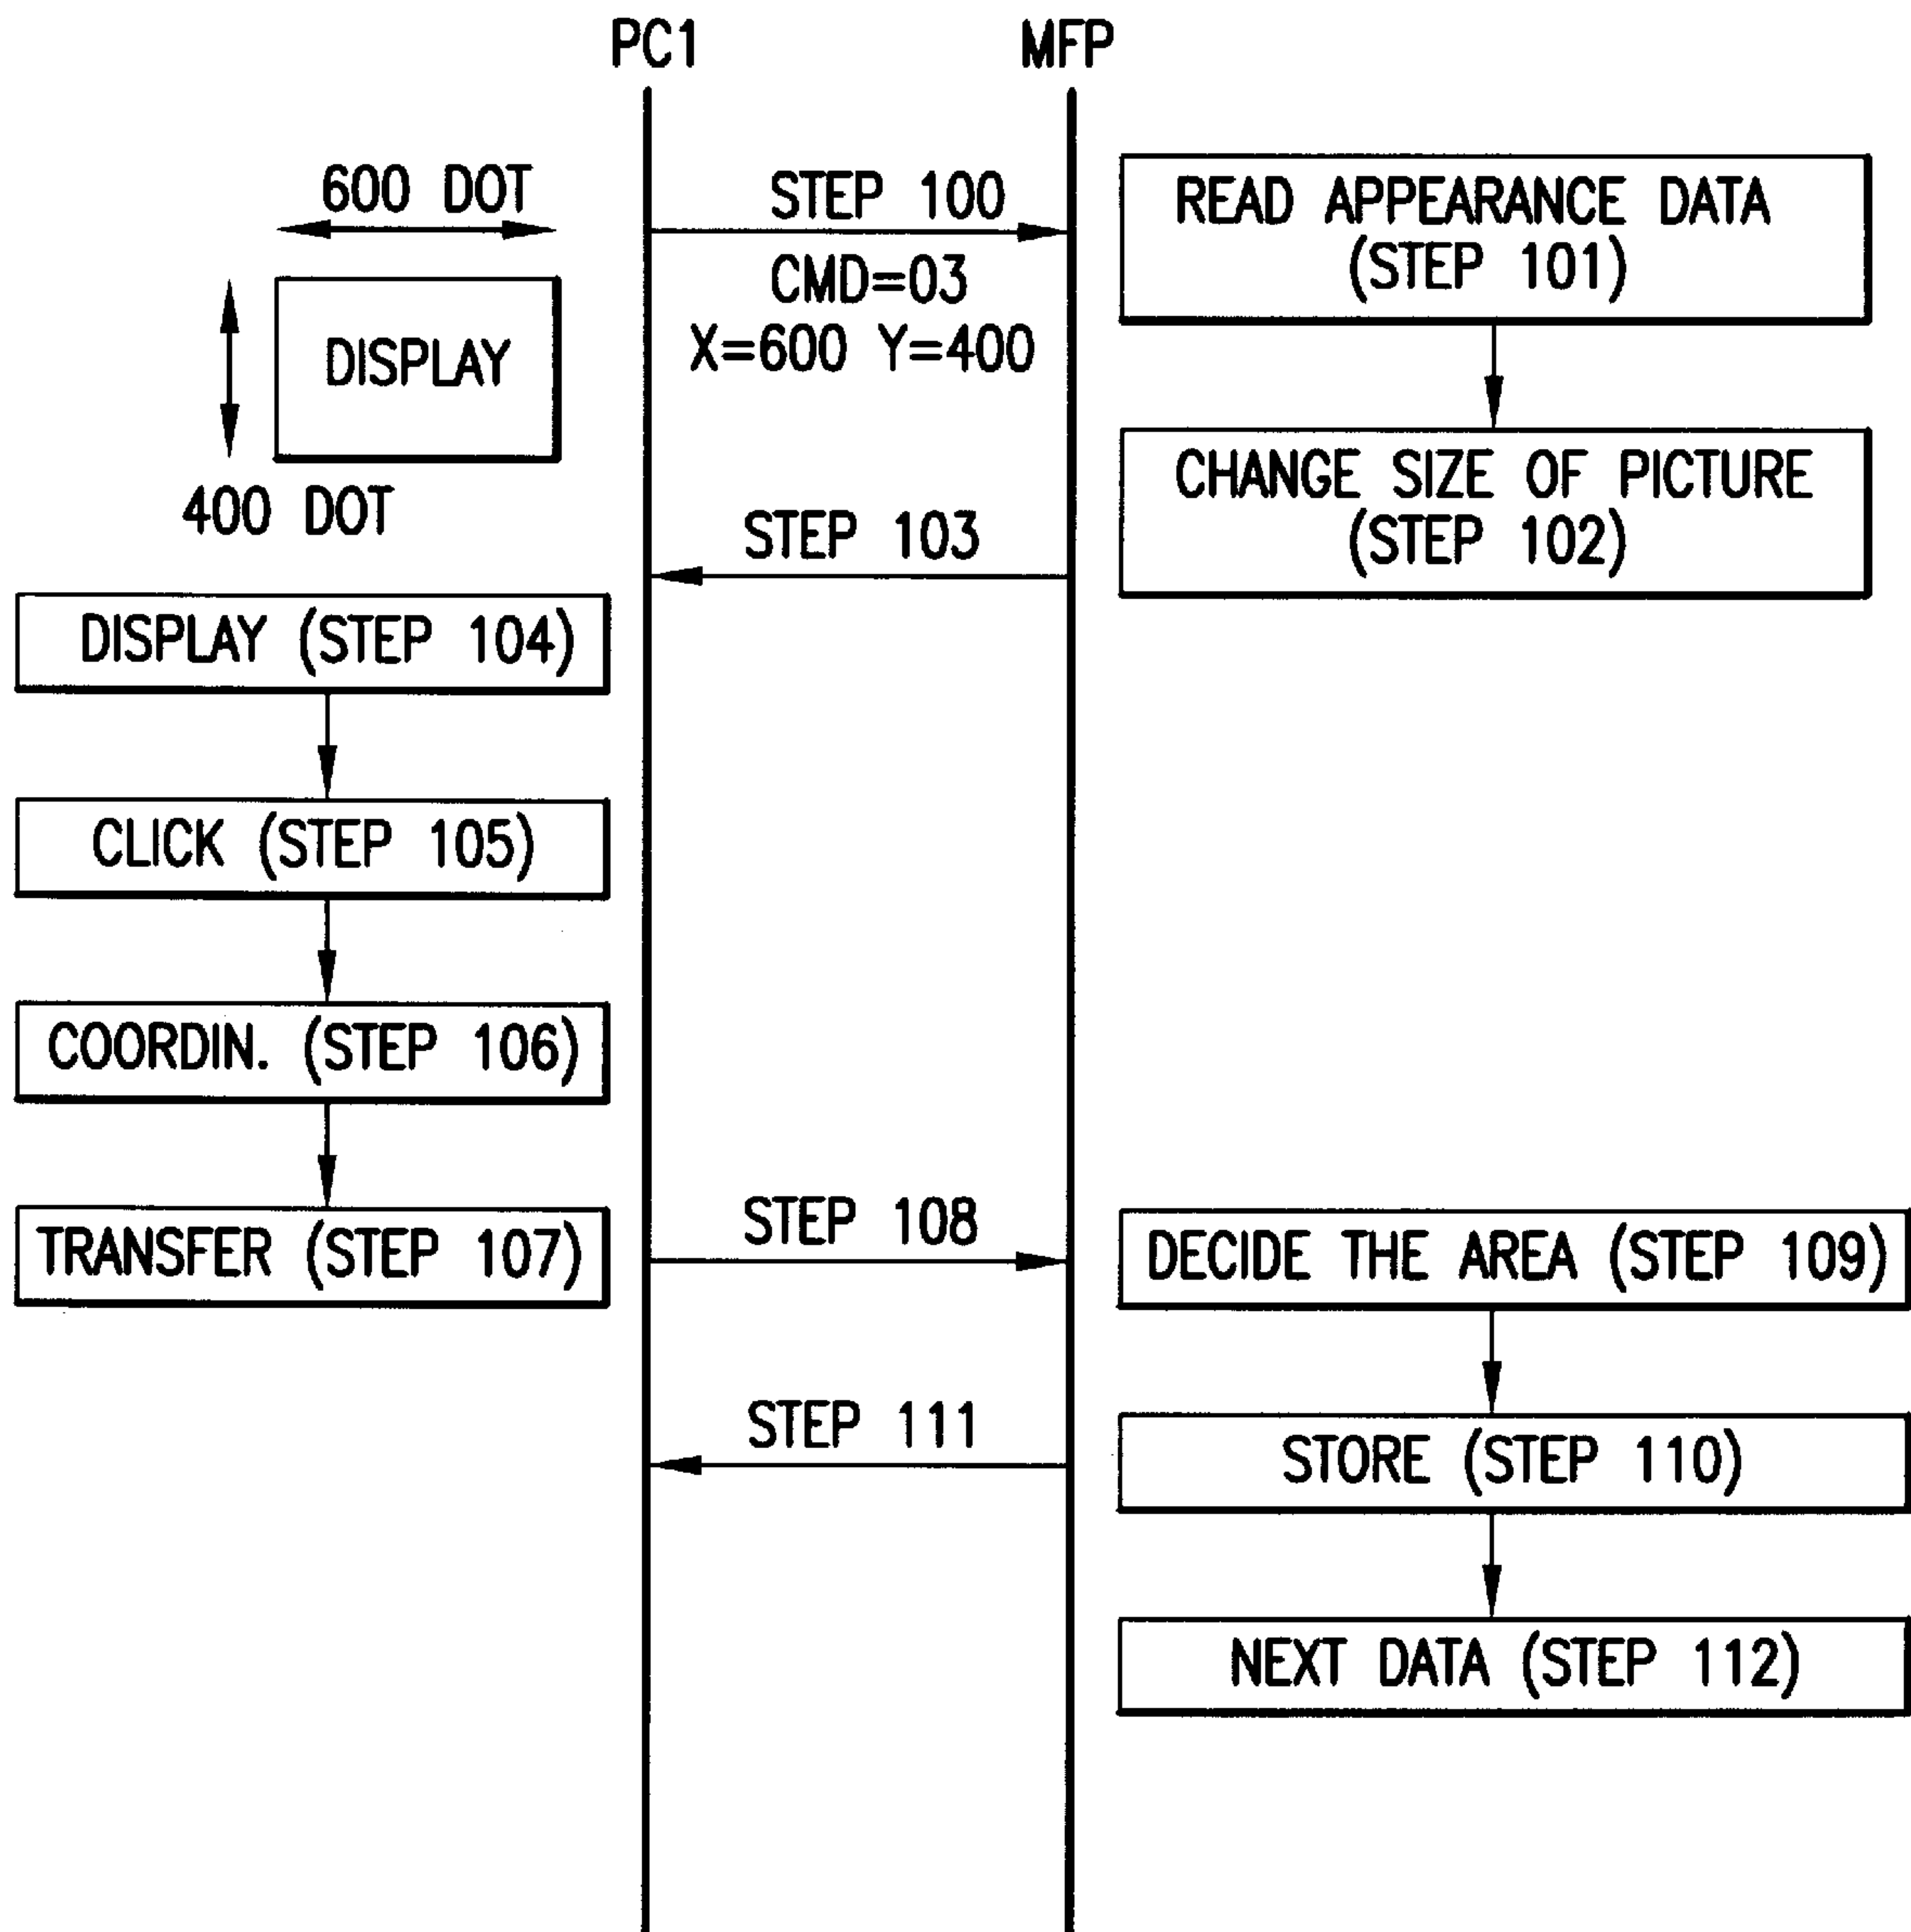 PC1
MFP
600 DOT
DISPLAY
400 DOT
STEP 100
CMD=03
X=600 Y=400
READ APPEARANCE DATA
(STEP 101)
CHANGE SIZE OF PICTURE
(STEP 102)
STEP 103
DISPLAY (STEP 104)
CLICK (STEP 105)
COORDIN. (STEP 106)
TRANSFER (STEP 107)
STEP 108
DECIDE THE AREA (STEP 109)
STORE (STEP 110)
STEP 111
NEXT DATA (STEP 112)